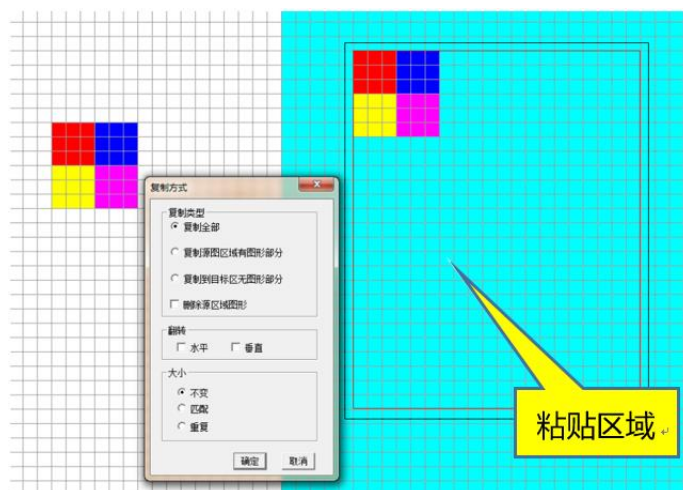 复制方式
复制类型
复制全部
复制源图区域有图形部分
复制到目标区无图形部分
删除源区域图形
翻转
水平 垂直
大小
不变
匹配
重复
确定 取消
粘贴区域